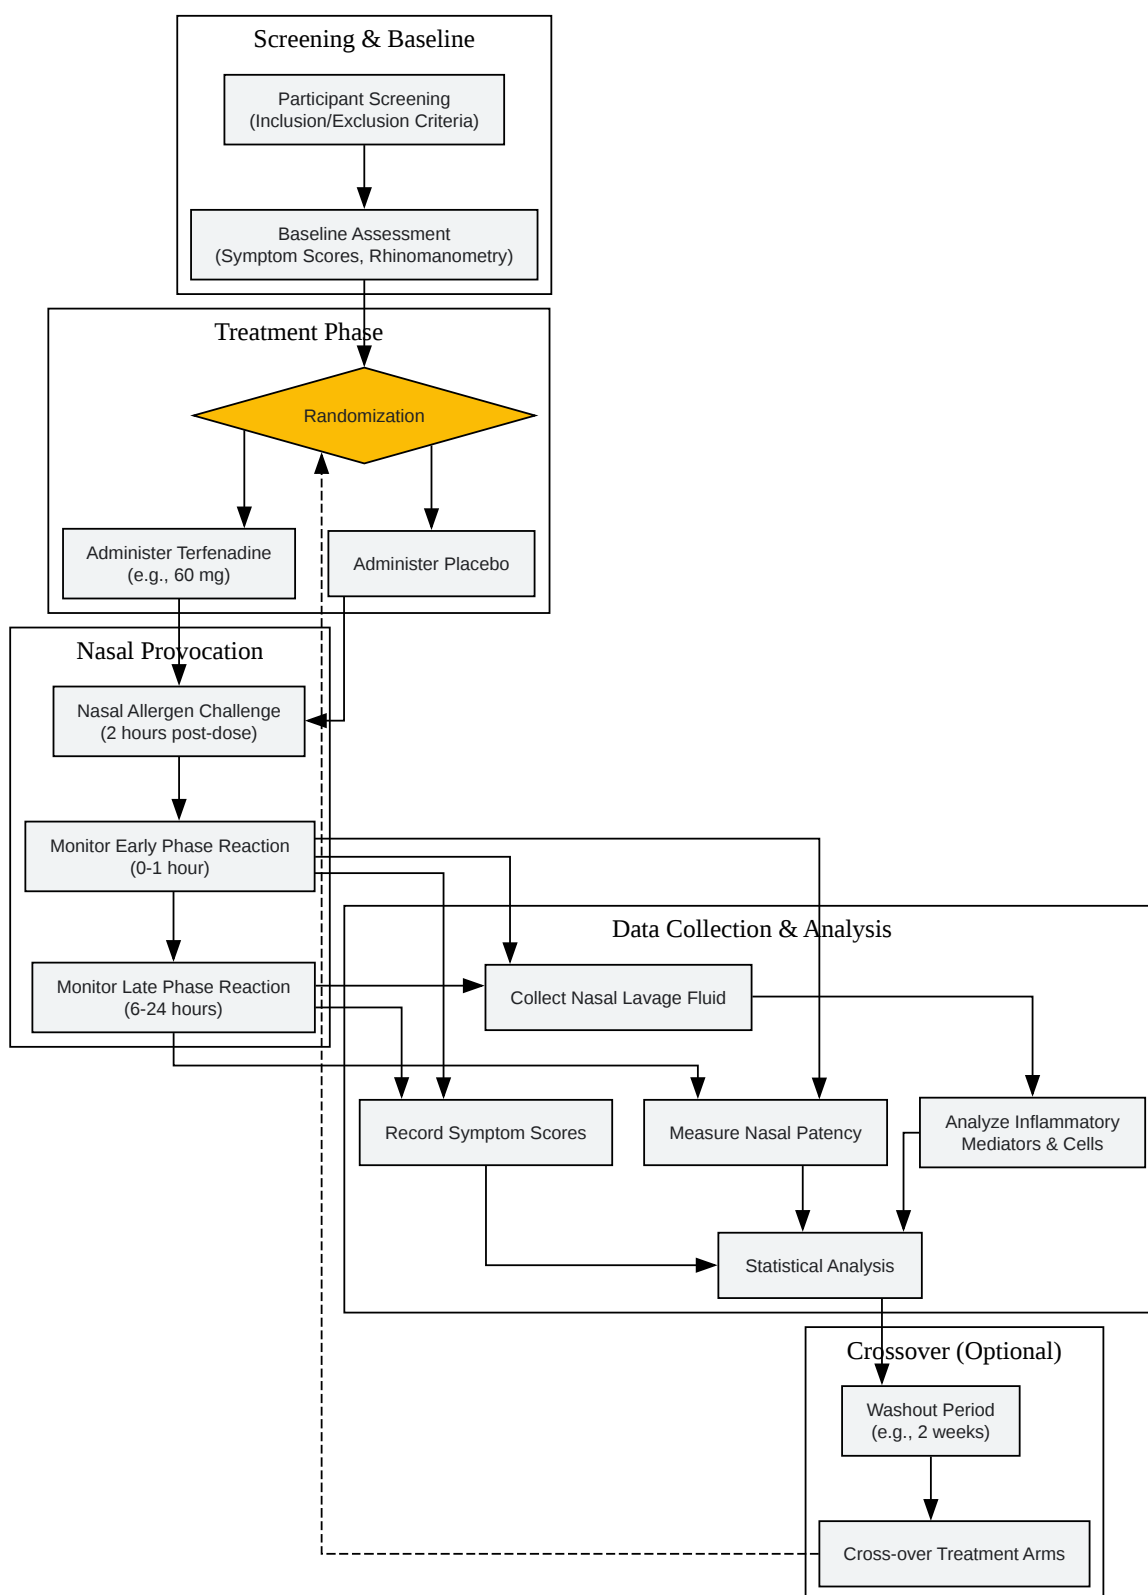 Screening & Baseline
Participant Screening
(Inclusion/Exclusion Criteria)
Baseline Assessment
(Symptom Scores, Rhinomanometry)
Treatment Phase
Randomization
Administer Terfenadine
(e.g., 60 mg)
Administer Placebo
Nasal Provocation
Nasal Allergen Challenge
(2 hours post-dose)
Monitor Early Phase Reaction
(0-1 hour)
Monitor Late Phase Reaction
(6-24 hours)
Data Collection & Analysis
Collect Nasal Lavage Fluid
Record Symptom Scores
Measure Nasal Patency
Analyze Inflammatory
Mediators & Cells
Statistical Analysis
Crossover (Optional)
Washout Period
(e.g., 2 weeks)
Cross-over Treatment Arms